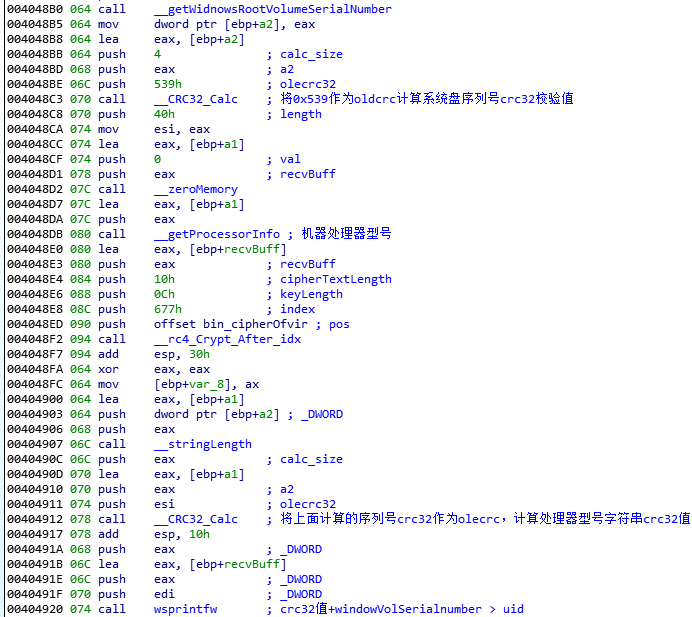 004048B0 064 call    __getWidnowsRootVolumeSerialNumber
004048B5 064 mov     dword ptr [ebp+a2], eax
004048B8 064 lea     eax, [ebp+a2]
004048BB 064 push    4               ; calc_size
004048BD 068 push    eax             ; a2
004048BE 06C push    539h            ; olecrc32
004048C3 070 call    __CRC32_Calc    ; 将0x539作为oldcrc计算系统盘序列号crc32校验值
004048C8 070 push    40h             ; length
004048CA 074 mov     esi, eax
004048CC 074 lea     eax, [ebp+a1]
004048CF 074 push    0               ; val
004048D1 078 push    eax             ; recvBuff
004048D2 07C call    __zeroMemory
004048D7 07C lea     eax, [ebp+a1]
004048DA 07C push    eax
004048DB 080 call    __getProcessorInfo ; 机器处理器型号
004048E0 080 lea     eax, [ebp+recvBuff]
004048E3 080 push    eax             ; recvBuff
004048E4 084 push    10h             ; cipherTextLength
004048E6 088 push    0Ch             ; keyLength
004048E8 08C push    677h            ; index
004048ED 090 push    offset bin_cipherOfvir ; pos
004048F2 094 call    __rc4_Crypt_After_idx
004048F7 094 add     esp, 30h
004048FA 064 xor     eax, eax
004048FC 064 mov     [ebp+var_8], ax
00404900 064 lea     eax, [ebp+a1]
00404903 064 push    dword ptr [ebp+a2] ; _DWORD
00404906 068 push    eax
00404907 06C call    __stringLength
0040490C 06C push    eax             ; calc_size
0040490D 070 lea     eax, [ebp+a1]
00404910 070 push    eax             ; a2
00404911 074 push    esi             ; olecrc32
00404912 078 call    __CRC32_Calc    ; 将上面计算的序列号crc32作为olecrc，计算处理器型号字符串crc32值
00404917 078 add     esp, 10h
0040491A 068 push    eax             ; _DWORD
0040491B 06C lea     eax, [ebp+recvBuff]
0040491E 06C push    eax             ; _DWORD
0040491F 070 push    edi             ; _DWORD
00404920 074 call    wsprintfw       ; crc32值+windowVolSerialnumber > uid